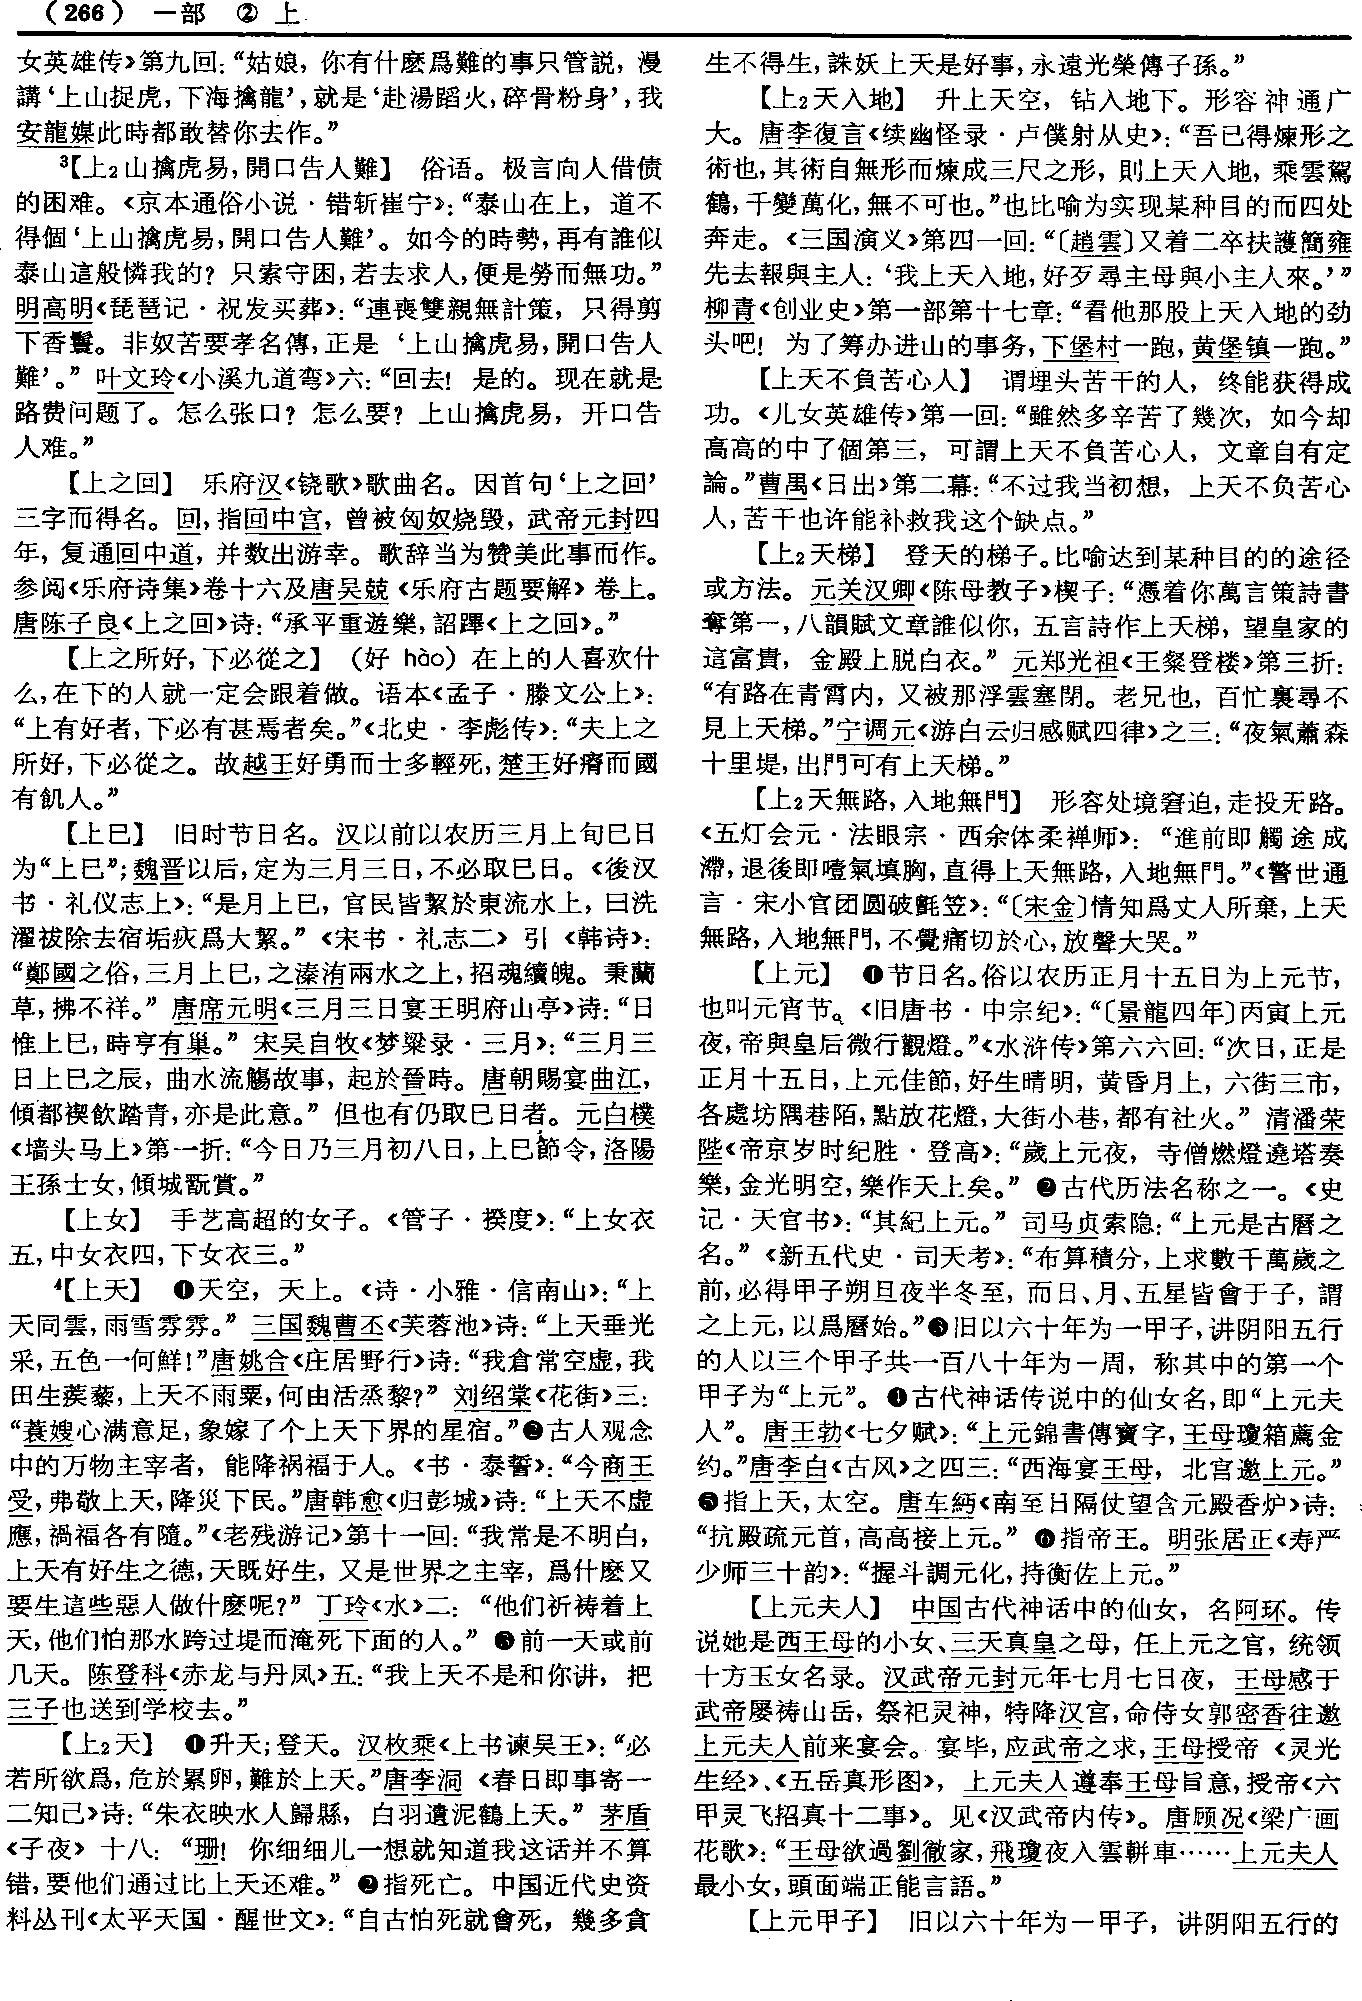 （266） 一部 ② 上
女英雄传》第九回：“姑娘，你有什麽爲難的事只管説，漫
講‘上山捉虎，下海擒龍’，就是‘赴湯蹈火，碎骨粉身’，我
安龍媒此時都敢替你去作。”
³【上₂山擒虎易，開口告人難】 俗语。极言向人借债
的困难。《京本通俗小说·错斩崔宁》：“泰山在上，道不
得個‘上山擒虎易，開口告人難’。如今的時勢，再有誰似
泰山這般憐我的？只索守困，若去求人，便是勞而無功。”
明高明《琵琶记·祝发买葬》：“連喪雙親無計策，只得剪
下香鬟。非奴苦要孝名傳，正是‘上山擒虎易，開口告人
難’。”叶文玲《小溪九道弯》六：“回去！是的。现在就是
路费问题了。怎么张口？怎么要？上山擒虎易，开口告
人难。”
【上之回】 乐府汉《铙歌》歌曲名。因首句‘上之回’
三字而得名。回，指回中宫，曾被匈奴烧毁，武帝元封四
年，复通回中道，并数出游幸。歌辞当为赞美此事而作。
参阅《乐府诗集》卷十六及唐吴兢《乐府古题要解》卷上。
唐陈子良《上之回》诗：“承平重遊樂，詔蹕《上之回》。”
【上之所好，下必從之】（好 hào）在上的人喜欢什
么，在下的人就一定会跟着做。语本《孟子·滕文公上》：
“上有好者，下必有甚焉者矣。”《北史·李彪传》：“夫上之
所好，下必從之。故越王好勇而士多輕死，楚王好瘠而國
有飢人。”
【上巳】 旧时节日名。汉以前以农历三月上旬巳日
为“上巳”；魏晋以后，定为三月三日，不必取巳日。《後汉
书·礼仪志上》：“是月上巳，官民皆絜於東流水上，曰洗
濯祓除去宿垢疢爲大絜。”《宋书·礼志二》引《韩诗》：
“鄭國之俗，三月上巳，之溱洧兩水之上，招魂續魄。秉蘭
草，拂不祥。”唐席元明《三月三日宴王明府山亭》诗：“日
惟上巳，時亨有巢。”宋吴自牧《梦粱录·三月》：“三月三
日上巳之辰，曲水流觴故事，起於晉時。唐朝賜宴曲江，
傾都禊飲踏青，亦是此意。”但也有仍取巳日者。元白樸
《墙头马上》第一折：“今日乃三月初八日，上巳節令，洛陽
王孫士女，傾城翫賞。”
【上女】 手艺高超的女子。《管子·揆度》：“上女衣
五，中女衣四，下女衣三。”
⁴【上天】 ❶天空，天上。《诗·小雅·信南山》：“上
天同雲，雨雪雰雰。”三国魏曹丕《芙蓉池》诗：“上天垂光
采，五色一何鮮！”唐姚合《庄居野行》诗：“我倉常空虚，我
田生蒺藜，上天不雨粟，何由活烝黎？”刘绍棠《花街》三：
“蓑嫂心满意足，象嫁了个上天下界的星宿。”❷古人观念
中的万物主宰者，能降祸福于人。《书·泰誓》：“今商王
受，弗敬上天，降災下民。”唐韩愈《归彭城》诗：“上天不虚
應，禍福各有隨。”《老残游记》第十一回：“我常是不明白，
上天有好生之德，天既好生，又是世界之主宰，爲什麽又
要生這些惡人做什麽呢？”丁玲《水》二：“他们祈祷着上
天，他们怕那水跨过堤而淹死下面的人。”❸前一天或前
几天。陈登科《赤龙与丹凤》五：“我上天不是和你讲，把
三子也送到学校去。”
【上₂天】 ❶升天；登天。汉枚乘《上书谏吴王》：“必
若所欲爲，危於累卵，難於上天。”唐李洞《春日即事寄一
二知己》诗：“朱衣映水人歸縣，白羽遺泥鶴上天。”茅盾
《子夜》十八：“珊！你细细儿一想就知道我这话并不算
错，要他们通过比上天还难。”❷指死亡。中国近代史资
料丛刊《太平天国·醒世文》：“自古怕死就會死，幾多貪
生不得生，誅妖上天是好事，永遠光榮傳子孫。”
【上₂天入地】 升上天空，钻入地下。形容神通广
大。唐李復言《续幽怪录·卢僕射从史》：“吾已得煉形之
術也，其術自無形而煉成三尺之形，則上天入地，乘雲駕
鶴，千變萬化，無不可也。”也比喻为实现某种目的而四处
奔走。《三国演义》第四一回：“〔趙雲〕又着二卒扶護簡雍
先去報與主人：‘我上天入地，好歹尋主母與小主人來。’”
柳青《创业史》第一部第十七章：“看他那股上天入地的劲
头吧！为了筹办进山的事务，下堡村一跑，黄堡镇一跑。”
【上天不負苦心人】 谓埋头苦干的人，终能获得成
功。《儿女英雄传》第一回：“雖然多辛苦了幾次，如今却
高高的中了個第三，可謂上天不負苦心人，文章自有定
論。”曹禺《日出》第二幕：“不过我当初想，上天不负苦心
人，苦干也许能补救我这个缺点。”
【上₂天梯】 登天的梯子。比喻达到某种目的的途径
或方法。元关汉卿《陈母教子》楔子：“憑着你萬言策詩書
奪第一，八韻賦文章誰似你，五言詩作上天梯，望皇家的
這富貴，金殿上脱白衣。”元郑光祖《王粲登楼》第三折：
“有路在青霄内，又被那浮雲塞閉。老兄也，百忙裏尋不
見上天梯。”宁调元《游白云归感赋四律》之三：“夜氣蕭森
十里堤，出門可有上天梯。”
【上₂天無路，入地無門】 形容处境窘迫，走投无路。
《五灯会元·法眼宗·西余体柔禅师》：“進前即觸途成
滯，退後即噎氣填胸，直得上天無路，入地無門。”《警世通
言·宋小官团圆破氈笠》：“〔宋金〕情知爲丈人所棄，上天
無路，入地無門，不覺痛切於心，放聲大哭。”
【上元】 ❶节日名。俗以农历正月十五日为上元节，
也叫元宵节。《旧唐书·中宗纪》：“〔景龍四年〕丙寅上元
夜，帝與皇后微行觀燈。”《水浒传》第六六回：“次日，正是
正月十五日，上元佳節，好生晴明，黄昏月上，六街三市，
各處坊隅巷陌，點放花燈，大街小巷，都有社火。”清潘荣
陛《帝京岁时纪胜·登高》：“歲上元夜，寺僧燃燈遶塔奏
樂，金光明空，樂作天上矣。”❷古代历法名称之一。《史
记·天官书》：“其紀上元。”司马贞索隐：“上元是古曆之
名。”《新五代史·司天考》：“布算積分，上求數千萬歲之
前，必得甲子朔旦夜半冬至，而日、月、五星皆會于子，謂
之上元，以爲曆始。”❸旧以六十年为一甲子，讲阴阳五行
的人以三个甲子共一百八十年为一周，称其中的第一个
甲子为“上元”。❹古代神话传说中的仙女名，即“上元夫
人”。唐王勃《七夕赋》：“上元錦書傳寶字，王母瓊箱薦金
约。”唐李白《古风》之四三：“西海宴王母，北宫邀上元。”
❺指上天，太空。唐车缅《南至日隔仗望含元殿香炉》诗：
“抗殿疏元首，高高接上元。”❻指帝王。明张居正《寿严
少师三十韵》：“握斗調元化，持衡佐上元。”
【上元夫人】 中国古代神话中的仙女，名阿环。传
说她是西王母的小女、三天真皇之母，任上元之官，统领
十方玉女名录。汉武帝元封元年七月七日夜，王母感于
武帝屡祷山岳，祭祀灵神，特降汉宫，命侍女郭密香往邀
上元夫人前来宴会。宴毕，应武帝之求，王母授帝《灵光
生经》、《五岳真形图》，上元夫人遵奉王母旨意，授帝《六
甲灵飞招真十二事》。见《汉武帝内传》。唐顾况《梁广画
花歌》：“王母欲過劉徹家，飛瓊夜入雲軿車……上元夫人
最小女，頭面端正能言語。”
【上元甲子】 旧以六十年为一甲子，讲阴阳五行的